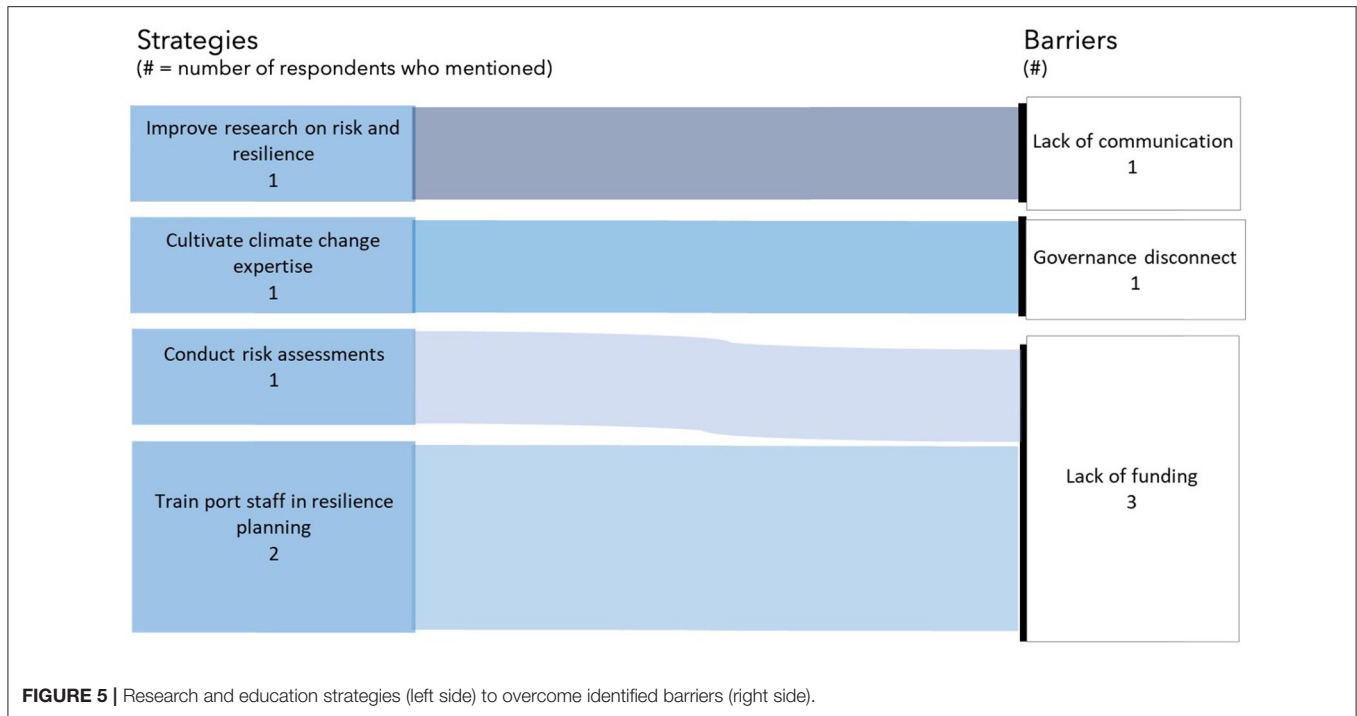 Strategies
(# = number of respondents who mentioned)
Barriers
(#)
Improve research on risk and
resilience
1
Lack of communication
1
Cultivate climate change
expertise
1
Governance disconnect
1
Conduct risk assessments
1
Train port staff in resilience
planning
2
Lack of funding
3
FIGURE 5 | Research and education strategies (left side) to overcome identified barriers (right side).